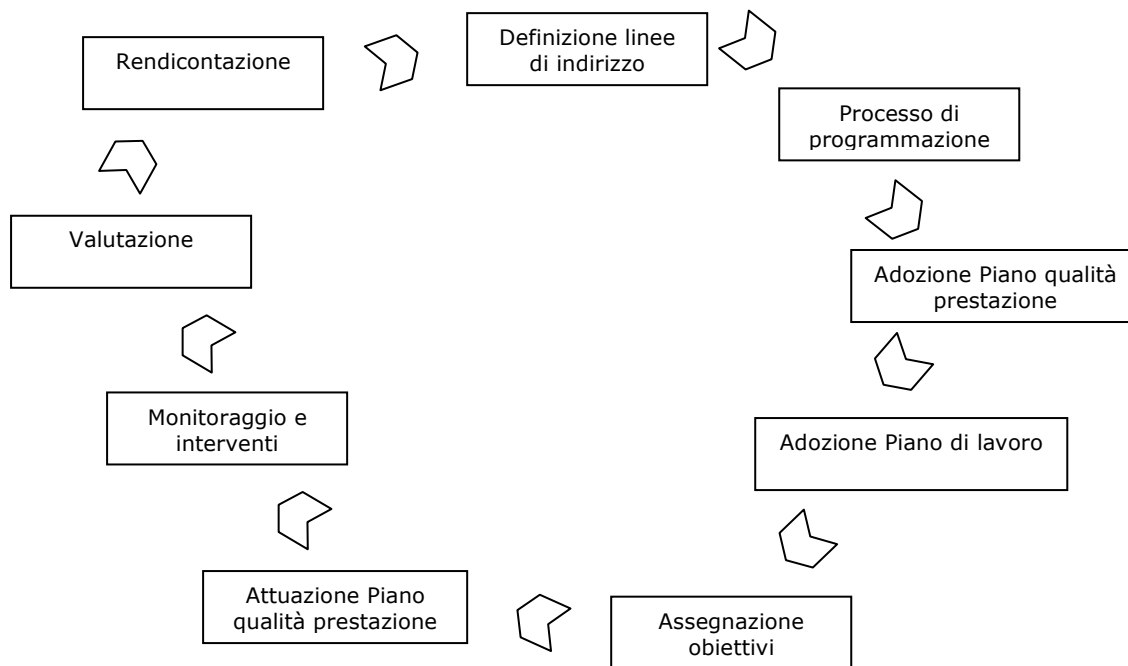 Rendicontazione
Definizione linee
di indirizzo
Processo di
programmazione
Adozione Piano qualità
prestazione
Adozione Piano di lavoro
Assegnazione
obiettivi
Attuazione Piano
qualità prestazione
Monitoraggio e
interventi
Valutazione